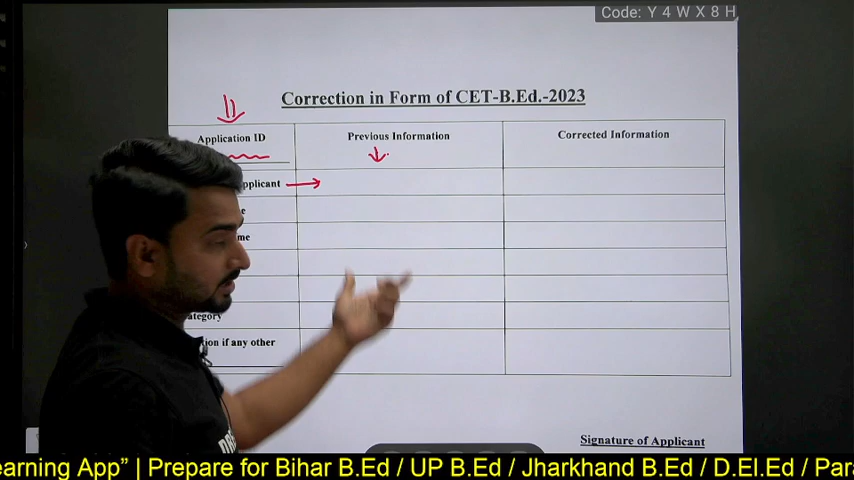 Code: Y 4 W X 8 H
Correction in Form of CET-B.Ed.-2023
Application ID
Previous Information
Corrected Information
pplicant
e
me
ategory
ion if any other
Signature of Applicant
earning App” | Prepare for Bihar B.Ed / UP B.Ed / Jharkhand B.Ed / D.El.Ed / Para